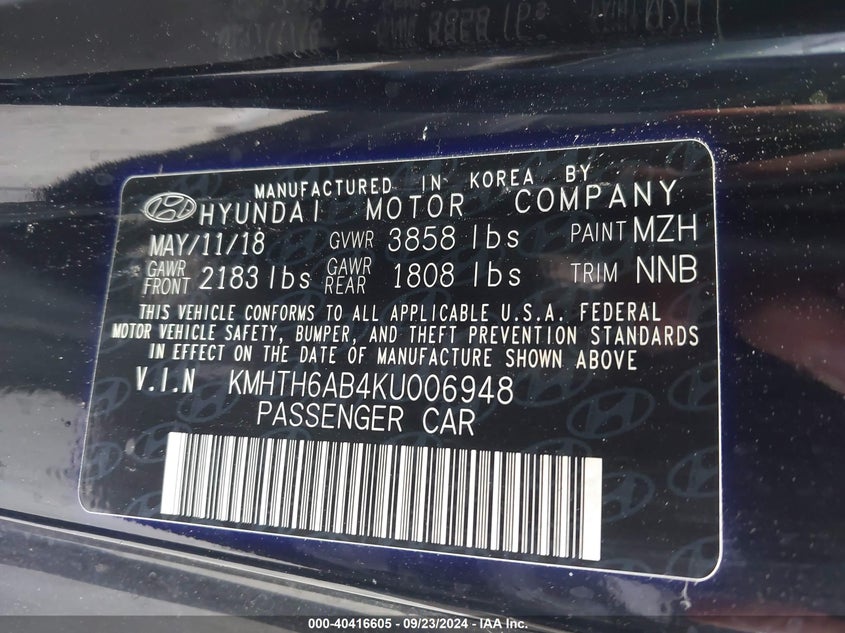 MANUFACTURED IN KOREA BY
HYUNDAI MOTOR COMPANY
MAY/11/18 GVWR 3858 lbs PAINT MZH
GAWR FRONT 2183 lbs GAWR REAR 1808 lbs TRIM NNB
THIS VEHICLE CONFORMS TO ALL APPLICABLE U.S.A. FEDERAL
MOTOR VEHICLE SAFETY, BUMPER, AND THEFT PREVENTION STANDARDS
IN EFFECT ON THE DATE OF MANUFACTURE SHOWN ABOVE
V.I.N KMHTH6AB4KU006948
PASSENGER CAR
000-40416605 - 09/23/2024 - IAA Inc.